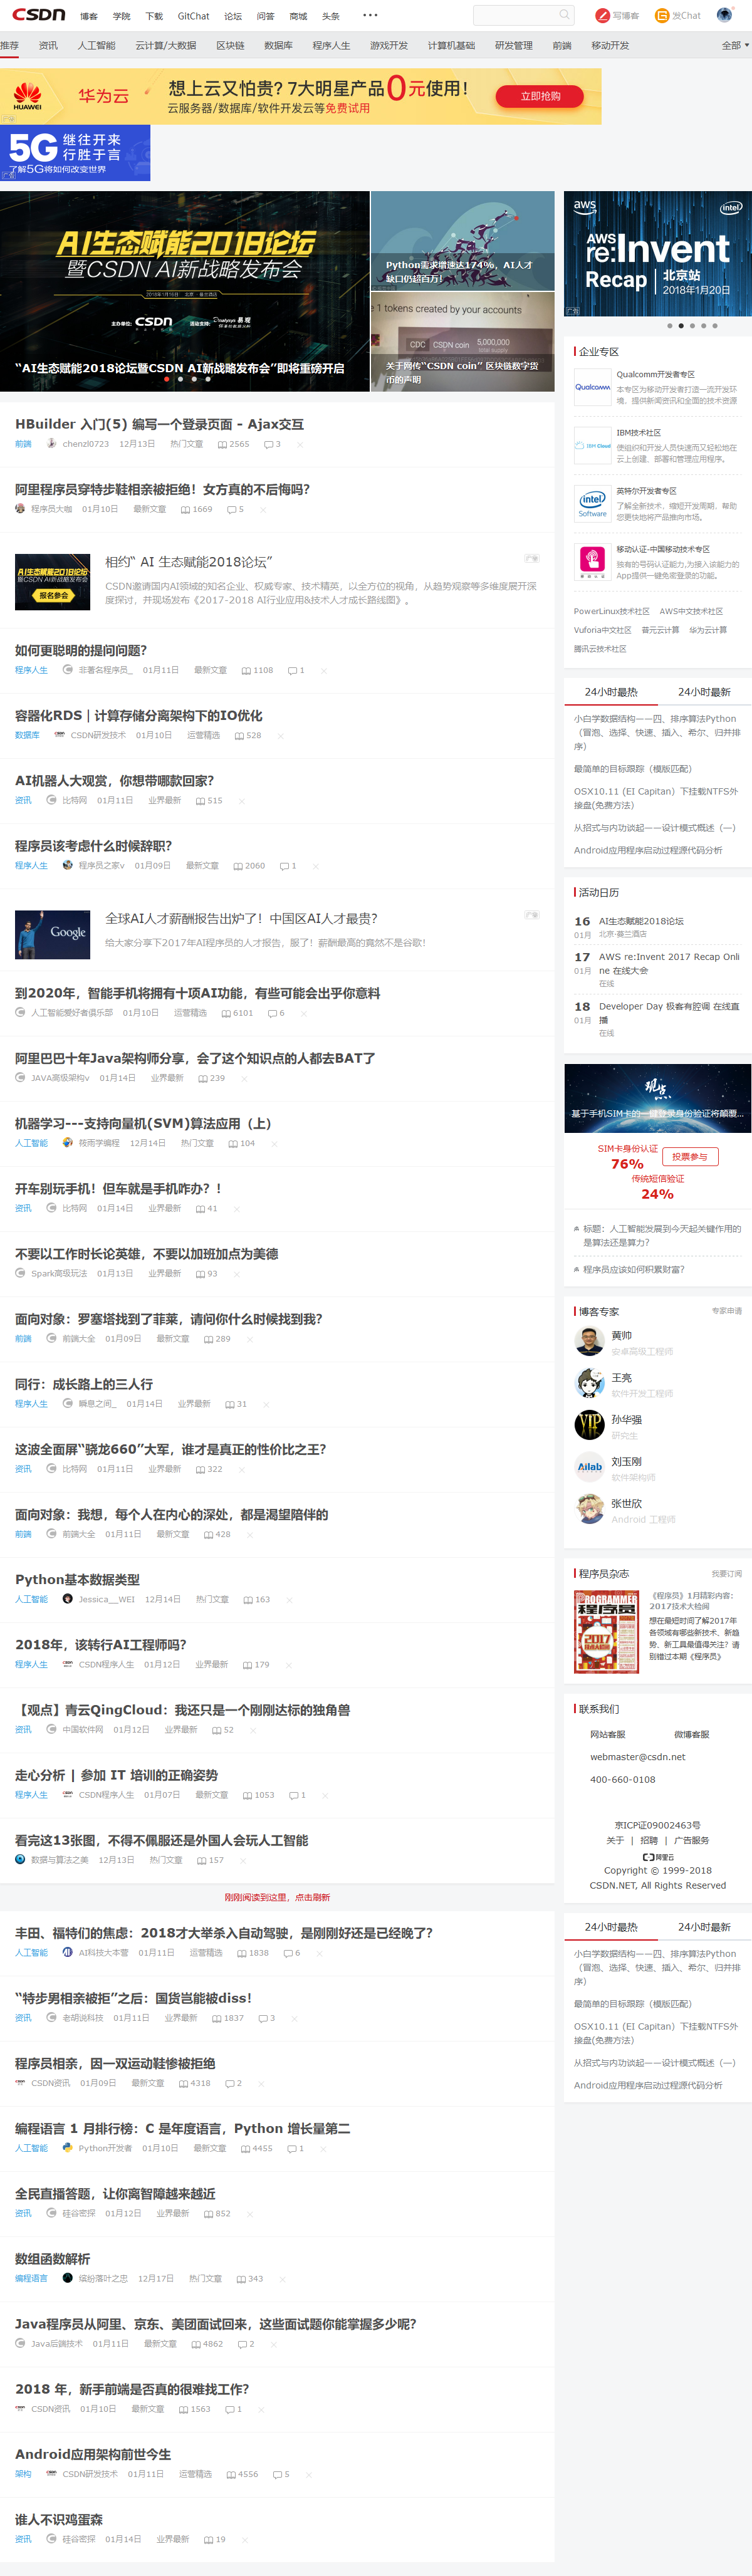 CSDN 博客 学院 下载 GitChat 论坛 问答 商城 头条 •••
写博客 发Chat
推荐 资讯 人工智能 云计算/大数据 区块链 数据库 程序人生 游戏开发 计算机基础 研发管理 前端 移动开发 全部
HUAWEI 华为云 想上云又怕贵？7大明星产品0元使用！
云服务器/数据库/软件开发云等免费试用
立即抢购
广告
5G 继往开来
行胜于言
了解5G将如何改变世界
广告
AI生态赋能2018论坛
暨CSDN AI新战略发布会
“AI生态赋能2018论坛暨CSDN AI新战略发布会”即将重磅开启
Python需求增速达174%，AI人才
缺口仍超百万！
1 tokens created by your accounts
CDC CSDN coin 5,000,000
关于网传“CSDN coin” 区块链数字货
币的声明
aws intel
AWS
re:Invent
Recap 北京站
2018年1月20日
广告
HBuilder 入门(5) 编写一个登录页面 - Ajax交互
前端 chenzl0723 12月13日 热门文章 2565 3
阿里程序员穿特步鞋相亲被拒绝！女方真的不后悔吗？
程序员大咖 01月10日 最新文章 1669 5
相约“ AI 生态赋能2018论坛”
广告
CSDN邀请国内AI领域的知名企业、权威专家、技术精英，以全方位的视角，从趋势观察等多维度展开深
度探讨，并现场发布《2017-2018 AI行业应用&技术人才成长路线图》。
AI生态赋能2018论坛
暨CSDN AI新战略发布会
报名参会
如何更聪明的提问问题？
程序人生 非著名程序员_ 01月11日 最新文章 1108 1
容器化RDS｜计算存储分离架构下的IO优化
数据库 CSDN研发技术 01月10日 运营精选 528
AI机器人大观赏，你想带哪款回家？
资讯 比特网 01月11日 业界最新 515
程序员该考虑什么时候辞职？
程序人生 程序员之家v 01月09日 最新文章 2060 1
Google
全球AI人才薪酬报告出炉了！中国区AI人才最贵？
广告
给大家分享下2017年AI程序员的人才报告，服了！薪酬最高的竟然不是谷歌！
到2020年，智能手机将拥有十项AI功能，有些可能会出乎你意料
人工智能爱好者俱乐部 01月10日 运营精选 6101 6
阿里巴巴十年Java架构师分享，会了这个知识点的人都去BAT了
JAVA高级架构v 01月14日 业界最新 239
机器学习---支持向量机(SVM)算法应用（上）
人工智能 筱雨学编程 12月14日 热门文章 104
开车别玩手机！但车就是手机咋办？！
资讯 比特网 01月14日 业界最新 41
不要以工作时长论英雄，不要以加班加点为美德
Spark高级玩法 01月13日 业界最新 93
面向对象：罗塞塔找到了菲莱，请问你什么时候找到我？
前端 前端大全 01月09日 最新文章 289
同行：成长路上的三人行
程序人生 瞬息之间_ 01月14日 业界最新 31
这波全面屏“骁龙660”大军，谁才是真正的性价比之王？
资讯 比特网 01月11日 业界最新 322
面向对象：我想，每个人在内心的深处，都是渴望陪伴的
前端 前端大全 01月11日 最新文章 428
Python基本数据类型
人工智能 Jessica__WEI 12月14日 热门文章 163
2018年，该转行AI工程师吗？
程序人生 CSDN程序人生 01月12日 业界最新 179
【观点】青云QingCloud：我还只是一个刚刚达标的独角兽
资讯 中国软件网 01月12日 业界最新 52
走心分析 | 参加 IT 培训的正确姿势
程序人生 CSDN程序人生 01月07日 最新文章 1053 1
看完这13张图，不得不佩服还是外国人会玩人工智能
数据与算法之美 12月13日 热门文章 157
刚刚阅读到这里，点击刷新
丰田、福特们的焦虑：2018才大举杀入自动驾驶，是刚刚好还是已经晚了？
人工智能 AI科技大本营 01月11日 运营精选 1838 6
“特步男相亲被拒”之后：国货岂能被diss！
资讯 老胡说科技 01月11日 业界最新 1837 3
程序员相亲，因一双运动鞋惨被拒绝
CSDN资讯 01月09日 最新文章 4318 2
编程语言 1 月排行榜：C 是年度语言，Python 增长量第二
人工智能 Python开发者 01月10日 最新文章 4455 1
全民直播答题，让你离智障越来越近
资讯 硅谷密探 01月12日 业界最新 852
数组函数解析
编程语言 缤纷落叶之忠 12月17日 热门文章 343
Java程序员从阿里、京东、美团面试回来，这些面试题你能掌握多少呢？
Java后端技术 01月11日 最新文章 4862 2
2018 年，新手前端是否真的很难找工作？
CSDN资讯 01月10日 最新文章 1563 1
Android应用架构前世今生
架构 CSDN研发技术 01月11日 运营精选 4556 5
谁人不识鸡蛋森
资讯 硅谷密探 01月14日 业界最新 19
企业专区
Qualcomm开发者专区
本专区为移动开发者打造一流开发环
境，提供新闻资讯和全面的技术资源
IBM技术社区
使组织和开发人员快速而又轻松地在
云上创建、部署和管理应用程序。
英特尔开发者专区
了解全新技术，缩短开发周期，帮助
您更快地将产品推向市场。
移动认证-中国移动技术专区
独有的号码认证能力,为接入该能力的
App提供一键免密登录的功能。
PowerLinux技术社区 AWS中文技术社区
Vuforia中文社区 普元云计算 华为云计算
腾讯云技术社区
24小时最热 24小时最新
小白学数据结构——四、排序算法Python
（冒泡、选择、快速、插入、希尔、归并排
序）
最简单的目标跟踪（模版匹配）
OSX10.11 (EI Capitan）下挂载NTFS外
接盘(免费方法）
从招式与内功谈起——设计模式概述（一）
Android应用程序启动过程源代码分析
活动日历
16 AI生态赋能2018论坛
01月 北京·赛兰酒店
17 AWS re:Invent 2017 Recap Onli
01月 ne 在线大会
在线
18 Developer Day 极客有腔调 在线直
01月 播
在线
基于手机SIM卡的一键登录身份验证将颠覆...
SIM卡身份认证
76%
投票参与
传统短信验证
24%
标题：人工智能发展到今天起关键作用的
是算法还是算力？
程序员应该如何积累财富？
博客专家 专家申请
黄帅
安卓高级工程师
王亮
软件开发工程师
VIP 孙华强
研究生
Ailab 刘玉刚
软件架构师
张世欣
Android 工程师
程序员杂志 我要订阅
PROGRAMMER
程序员
2017
《程序员》1月精彩内容：
2017技术大检阅
想在最短时间了解2017年
各领域有哪些新技术、新趋
势、新工具最值得关注？请
别错过本期《程序员》
联系我们
网站客服 微博客服
webmaster@csdn.net
400-660-0108
京ICP证09002463号
关于 | 招聘 | 广告服务
阿里云
Copyright © 1999-2018
CSDN.NET, All Rights Reserved
24小时最热 24小时最新
小白学数据结构——四、排序算法Python
（冒泡、选择、快速、插入、希尔、归并排
序）
最简单的目标跟踪（模版匹配）
OSX10.11 (EI Capitan）下挂载NTFS外
接盘(免费方法）
从招式与内功谈起——设计模式概述（一）
Android应用程序启动过程源代码分析